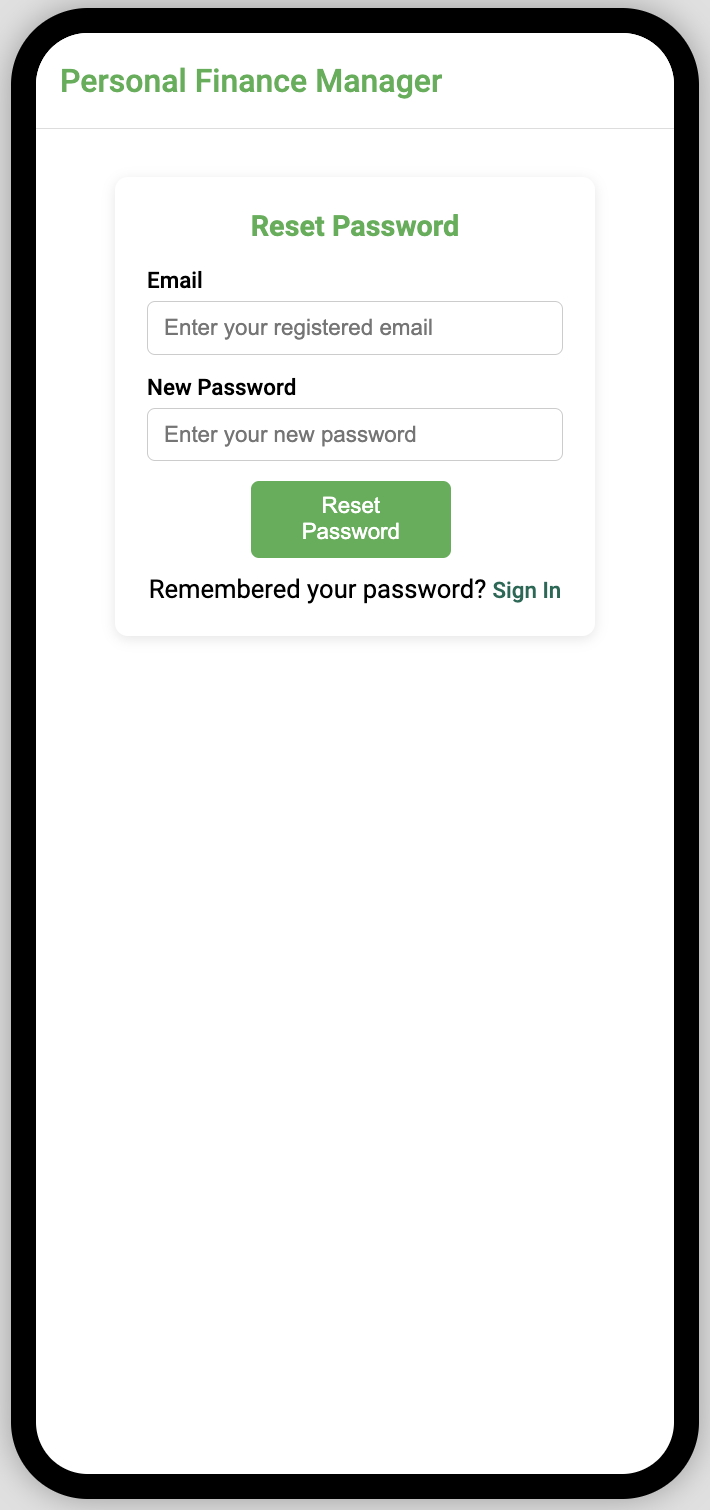 Personal Finance Manager
Reset Password
Email
Enter your registered email
New Password
Enter your new password
Reset
Password
Remembered your password? Sign In